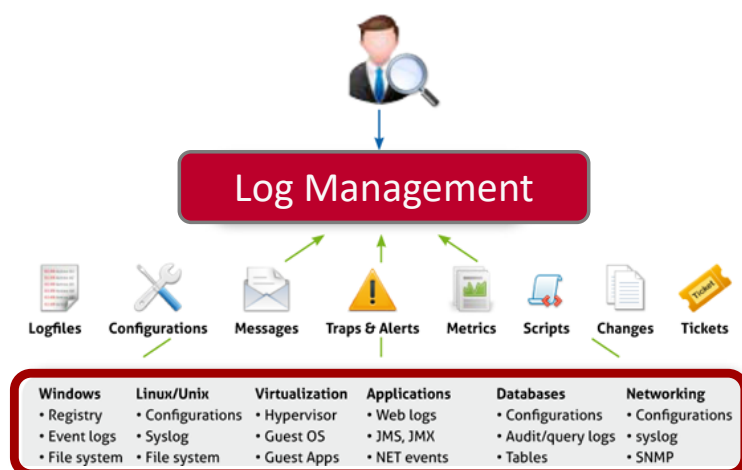 Log Management
Logfiles Configurations Messages Traps & Alerts Metrics Scripts Changes Tickets
Ticket
Windows Linux/Unix Virtualization Applications Databases Networking
• Registry • Configurations • Hypervisor • Web logs • Configurations • Configurations
• Event logs • Syslog • Guest OS • JMS, JMX • Audit/query logs • syslog
• File system • File system • Guest Apps • NET events • Tables • SNMP